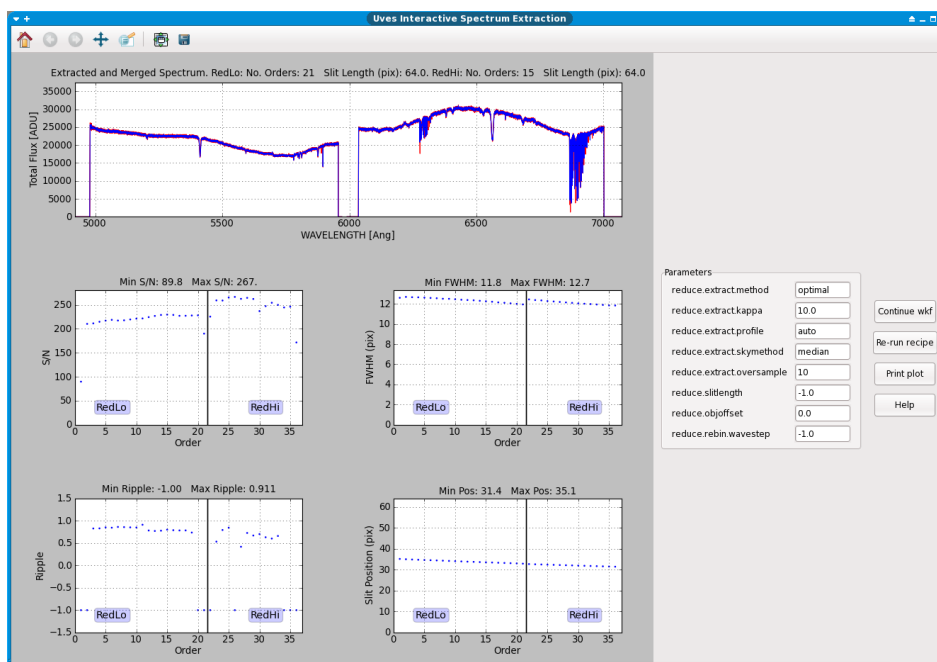 Uves Interactive Spectrum Extraction
Extracted and Merged Spectrum. RedLo: No. Orders: 21 Slit Length (pix): 64.0. RedHi: No. Orders: 15 Slit Length (pix): 64.0
35000
30000
25000
20000
15000
10000
5000
0
Total Flux [ADU]
5000 5500 6000 6500 7000
WAVELENGTH [Ang]
Min S/N: 89.8 Max S/N: 267.
250
200
150
100
50
0
S/N
RedLo RedHi
0 5 10 15 20 25 30 35
Order
Min FWHM: 11.8 Max FWHM: 12.7
12
10
8
6
4
2
0
FWHM (pix)
RedLo RedHi
0 5 10 15 20 25 30 35
Order
Min Ripple: -1.00 Max Ripple: 0.911
1.5
1.0
0.5
0.0
-0.5
-1.0
-1.5
Ripple
RedLo RedHi
0 5 10 15 20 25 30 35
Order
Min Pos: 31.4 Max Pos: 35.1
60
50
40
30
20
10
0
Slit Position (pix)
RedLo RedHi
0 5 10 15 20 25 30 35
Order
Parameters
reduce.extract.method optimal
reduce.extract.kappa 10.0
reduce.extract.profile auto
reduce.extract.skymethod median
reduce.extract.oversample 10
reduce.slitlength -1.0
reduce.objoffset 0.0
reduce.rebin.wavestep -1.0
Continue wkf
Re-run recipe
Print plot
Help